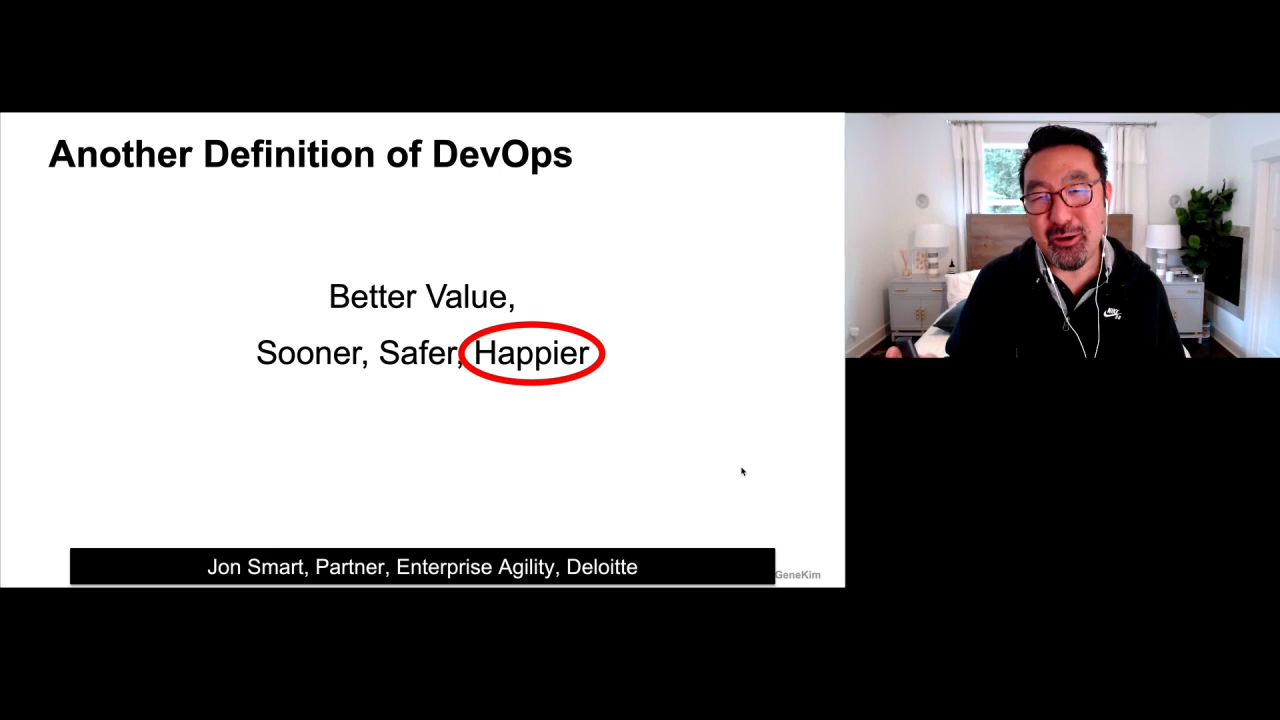 Another Definition of DevOps
Better Value,
Sooner, Safer, Happier
Jon Smart, Partner, Enterprise Agility, Deloitte
GeneKim